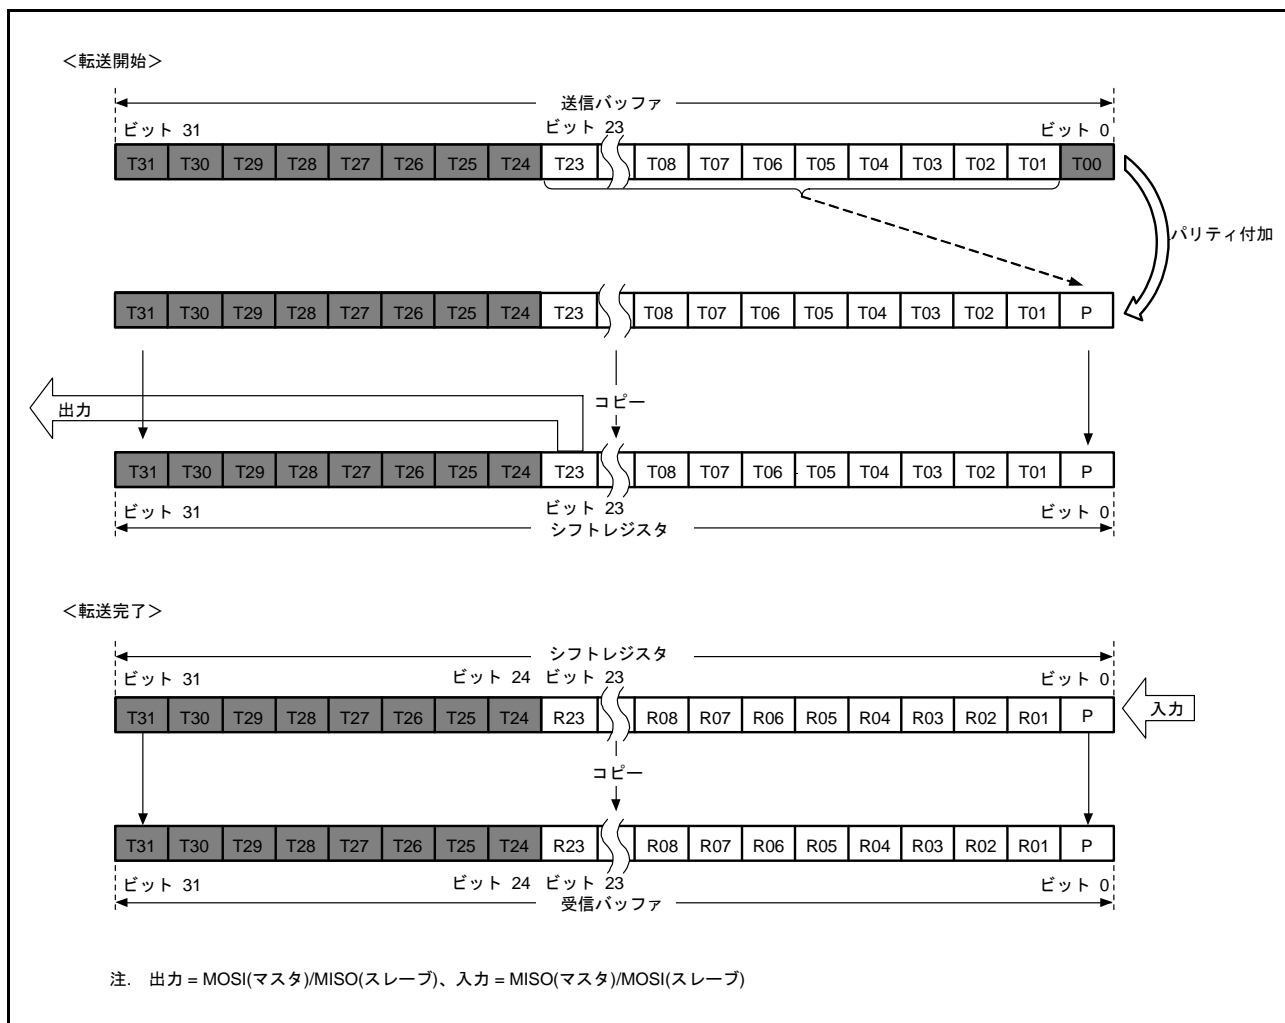 ＜転送開始＞
送信バッファ
ビット 31 ビット 23 ビット 0
T31 T30 T29 T28 T27 T26 T25 T24 T23 T08 T07 T06 T05 T04 T03 T02 T01 T00
パリティ付加
T31 T30 T29 T28 T27 T26 T25 T24 T23 T08 T07 T06 T05 T04 T03 T02 T01 P
出力 コピー
T31 T30 T29 T28 T27 T26 T25 T24 T23 T08 T07 T06 T05 T04 T03 T02 T01 P
ビット 31 ビット 23 ビット 0
シフトレジスタ
＜転送完了＞
シフトレジスタ
ビット 31 ビット 24 ビット 23 ビット 0
T31 T30 T29 T28 T27 T26 T25 T24 R23 R08 R07 R06 R05 R04 R03 R02 R01 P 入力
コピー
T31 T30 T29 T28 T27 T26 T25 T24 R23 R08 R07 R06 R05 R04 R03 R02 R01 P
ビット 31 ビット 24 ビット 23 ビット 0
受信バッファ
注. 出力 = MOSI(マスタ)/MISO(スレーブ)、入力 = MISO(マスタ)/MOSI(スレーブ)